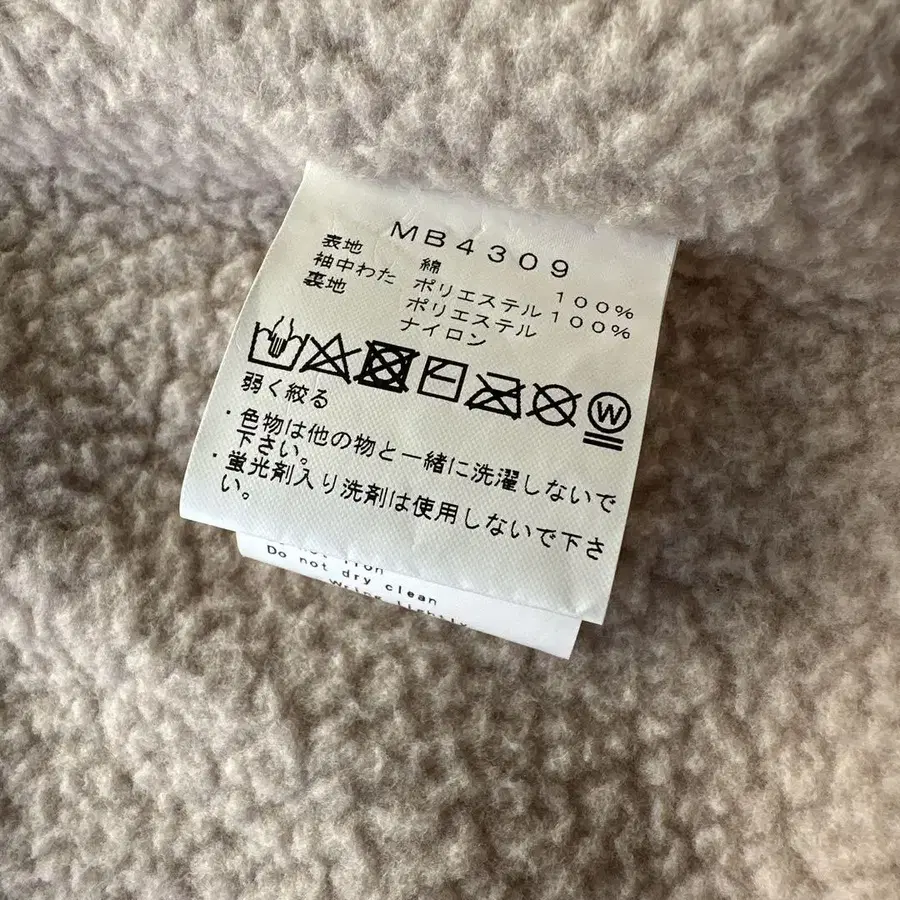 MB4309
表地 綿 100%
袖中わた ポリエステル 100%
裏地 ポリエステル
ナイロン
弱く絞る
・色物は他の物と一緒に洗濯しないで
下さい。
・蛍光剤入り洗剤は使用しないで下さ
い。
iron
Do not dry clean
Wring lightly